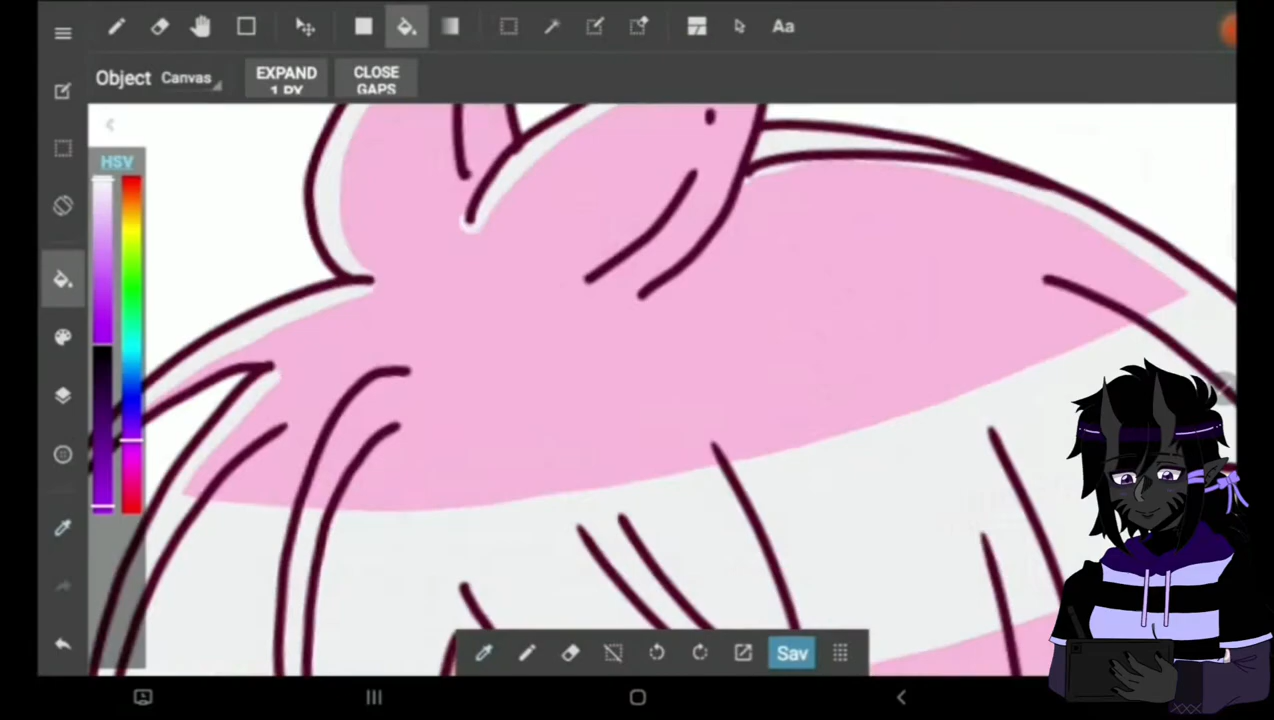 Aa
Object Canvas
EXPAND
1 PX
CLOSE
GAPS
HSV
Sav